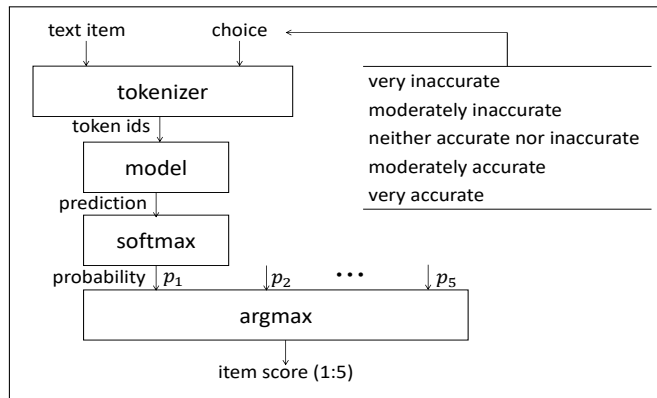 text item
choice
tokenizer
token ids
model
prediction
softmax
probability
p₁
p₂
•••
p₅
argmax
item score (1:5)
very inaccurate
moderately inaccurate
neither accurate nor inaccurate
moderately accurate
very accurate